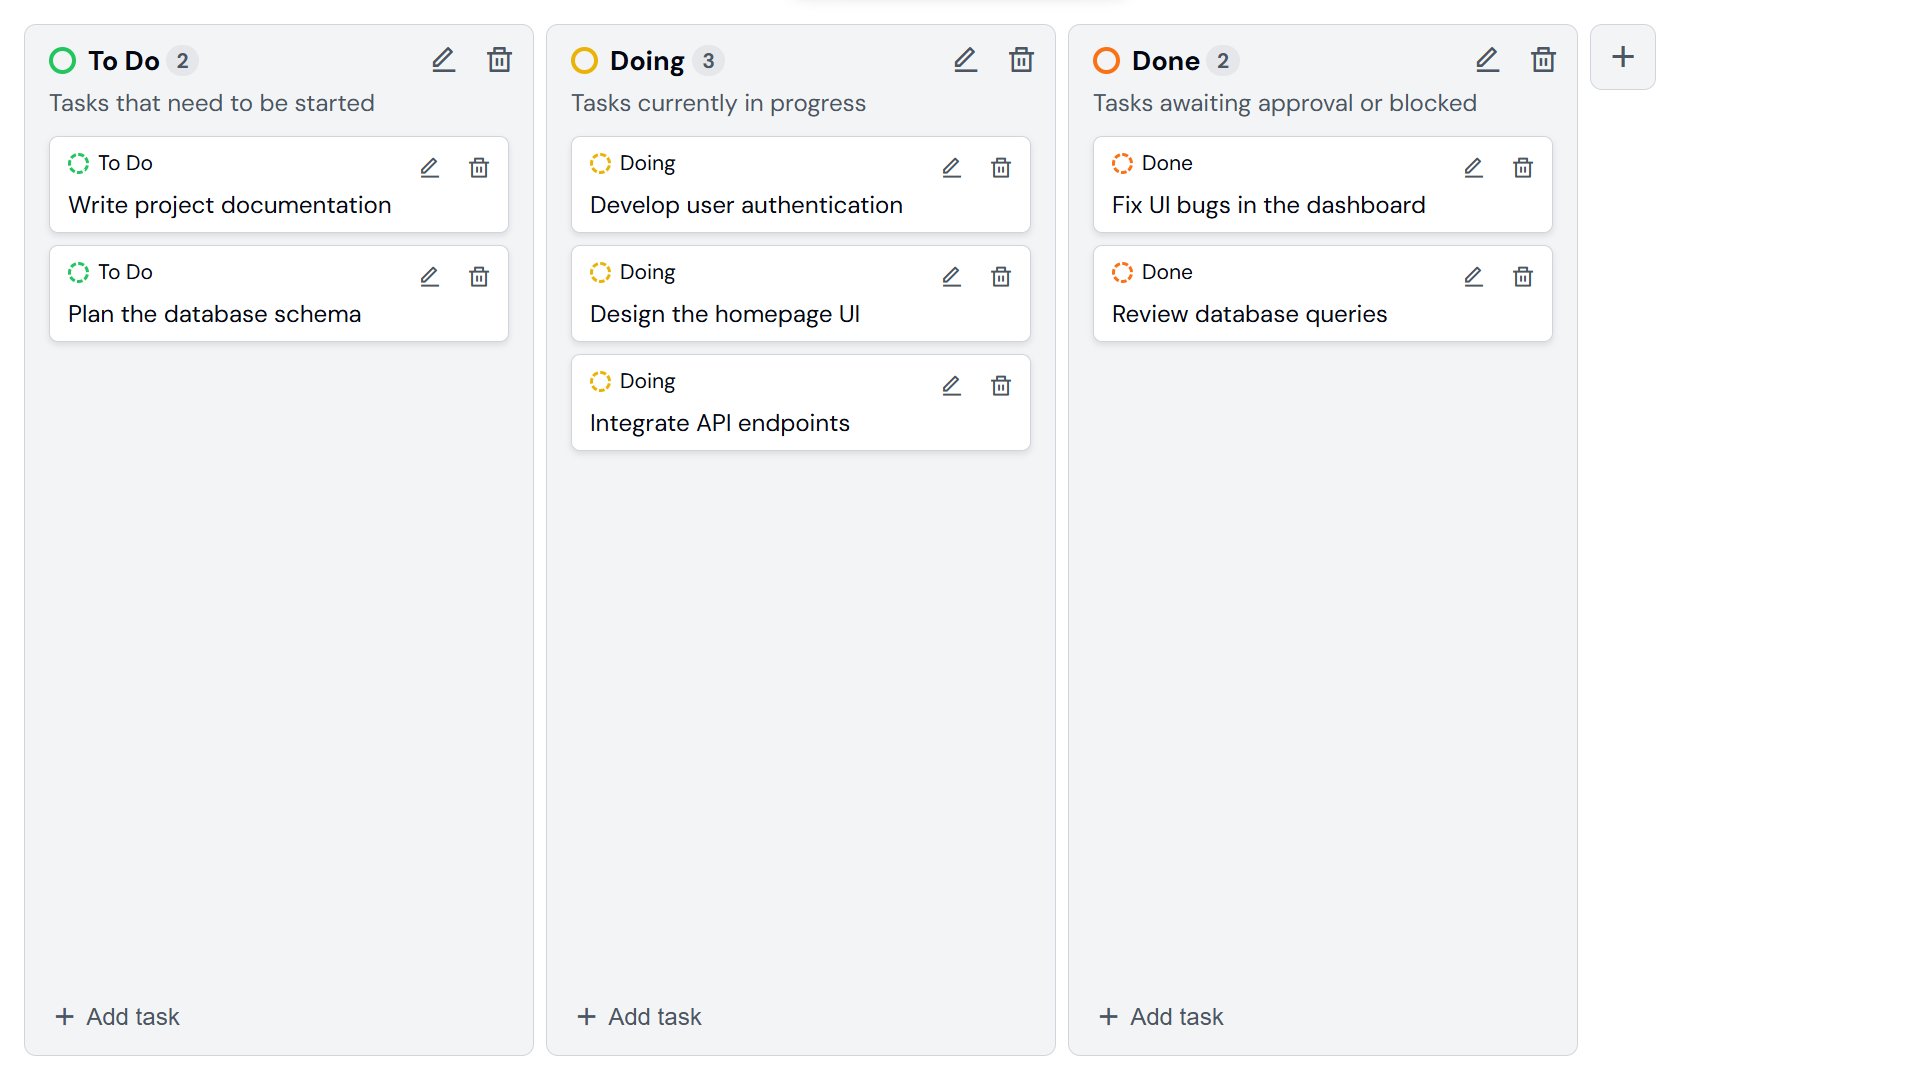 To Do 2
Tasks that need to be started
To Do
Write project documentation
To Do
Plan the database schema
Add task
Doing 3
Tasks currently in progress
Doing
Develop user authentication
Doing
Design the homepage UI
Doing
Integrate API endpoints
Add task
Done 2
Tasks awaiting approval or blocked
Done
Fix UI bugs in the dashboard
Done
Review database queries
Add task